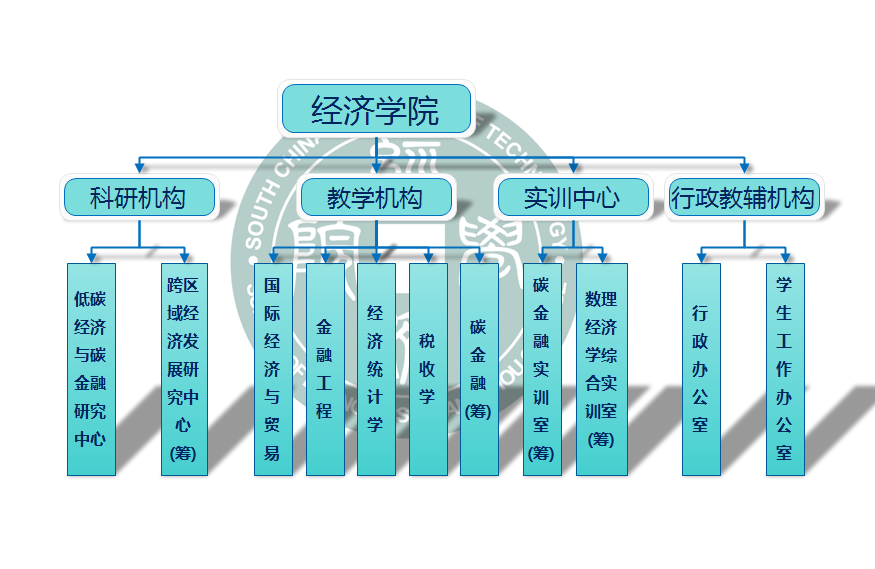 经济学院
科研机构
教学机构
实训中心
行政教辅机构
低碳
经济
与碳
金融
研究
中心
跨区
域经
济发
展研
究中
心
(筹)
国
际
经
济
与
贸
易
金
融
工
程
经
济
统
计
学
税
收
学
碳
金
融
(筹)
碳
金
融
实
训
室
(筹)
数理
经济
学综
合实
训室
(筹)
行
政
办
公
室
学
生
工
作
办
公
室
SOUTH CHINA
TECHN
GY